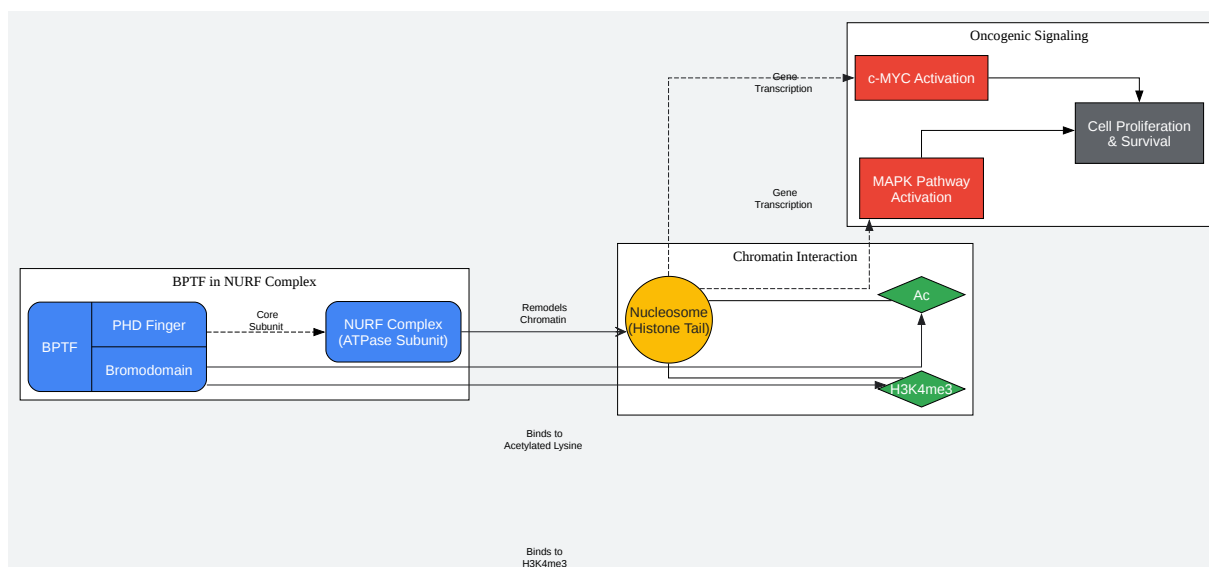 Oncogenic Signaling
Gene
Transcription
c-MYC Activation
Cell Proliferation
& Survival
MAPK Pathway
Activation
Gene
Transcription
Chromatin Interaction
BPTF in NURF Complex
BPTF
PHD Finger
Bromodomain
Core
Subunit
NURF Complex
(ATPase Subunit)
Remodels
Chromatin
Nucleosome
(Histone Tail)
Ac
H3K4me3
Binds to
Acetylated Lysine
Binds to
H3K4me3